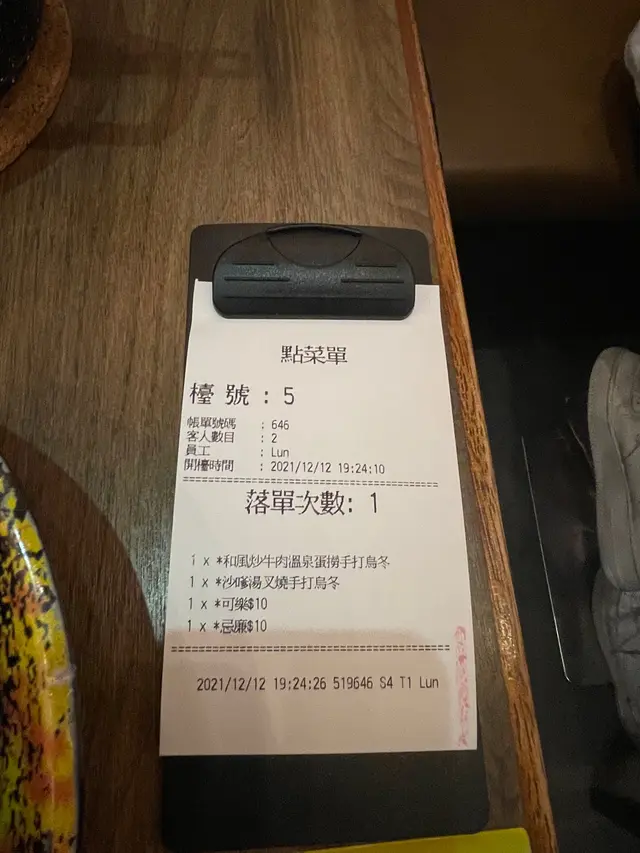 點菜單
檯 號 : 5
帳單號碼 : 646
客人數目 : 2
員工 : Lun
開檯時間 : 2021/12/12 19:24:10
落單次數: 1
1 x *和風炒牛肉溫泉蛋撈手打烏冬
1 x *沙嗲湯叉燒手打烏冬
1 x *可樂$10
1 x *忌廉$10
2021/12/12 19:24:26 519646 S4 T1 Lun